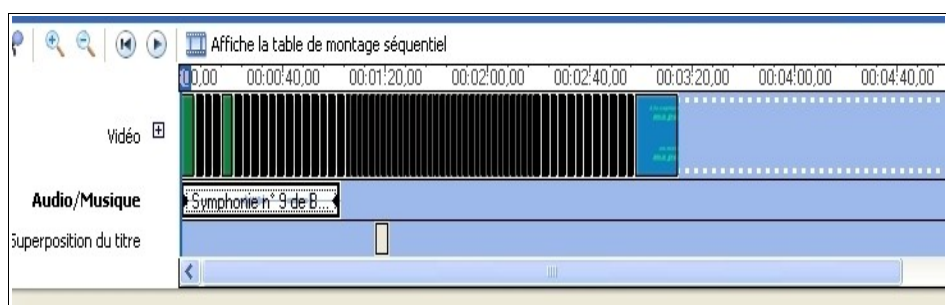 Affiche la table de montage séquentiel
0,00 00:00:40,00 00:01:20,00 00:02:00,00 00:02:40,00 00:03:20,00 00:04:00,00 00:04:40,00
Vidéo
Audio/Musique
Symphonie n° 9 de B...
Superposition du titre